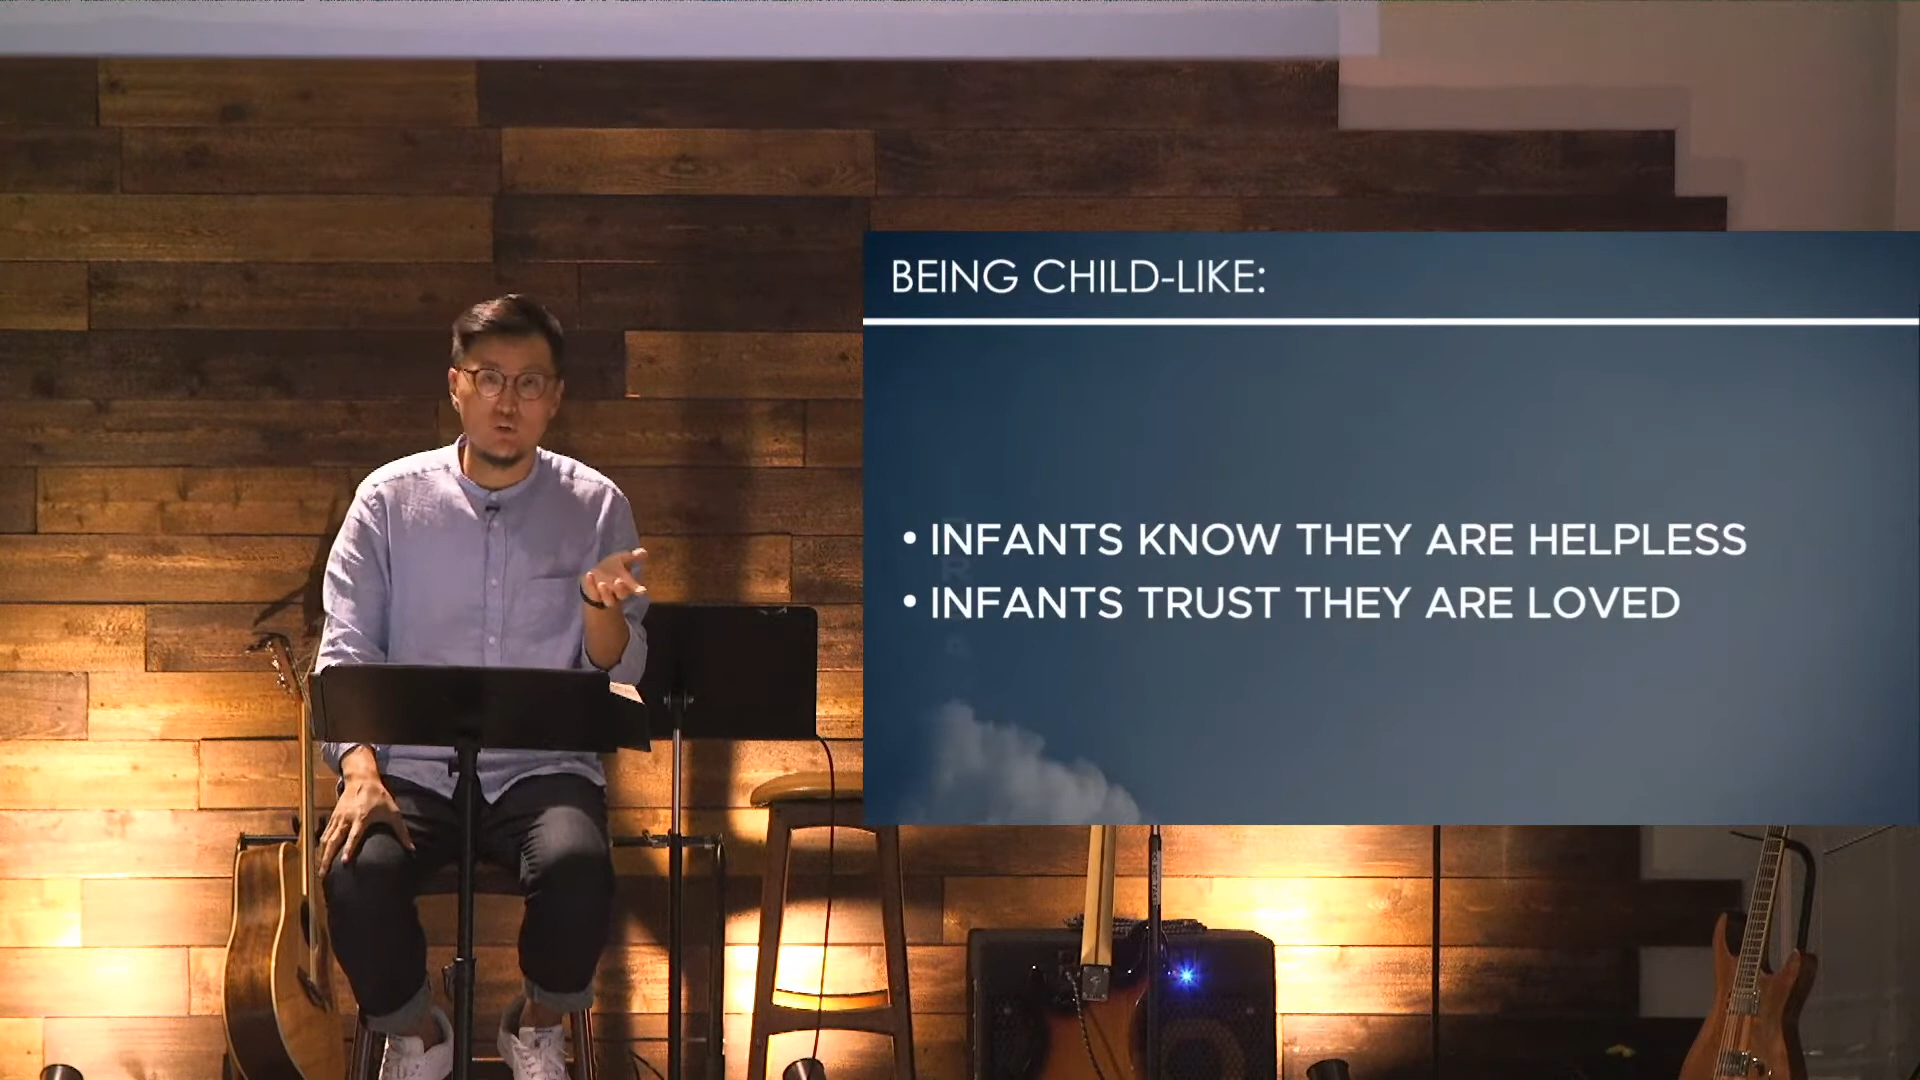 BEING CHILD-LIKE:
• INFANTS KNOW THEY ARE HELPLESS
• INFANTS TRUST THEY ARE LOVED